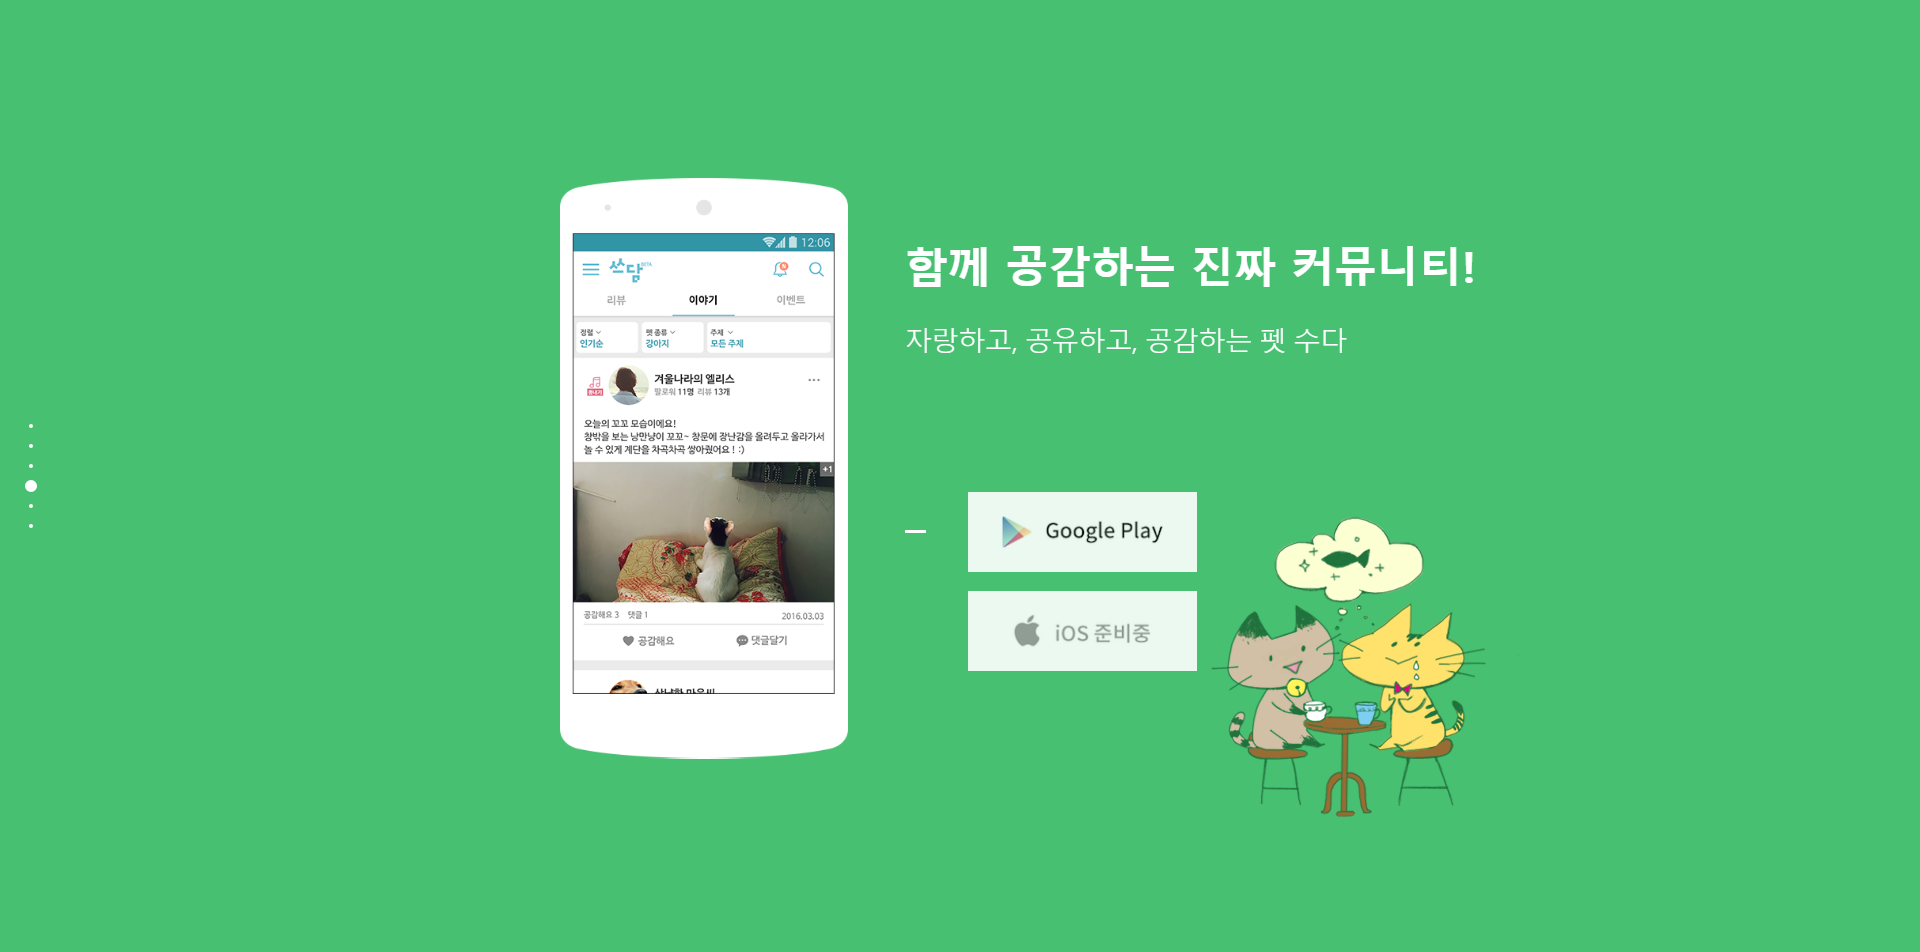 12:06
쓰담 BETA
리뷰 이야기 이벤트
정렬 펫 종류 주제
인기순 강아지 모든 주제
겨울나라의 엘리스
팔로워 11명 리뷰 13개
오늘의 꼬꼬 모습이에요!
창밖을 보는 낭만냥이 꼬꼬~ 창문에 장난감을 올려두고 올라가서
놀 수 있게 계단을 차곡차곡 쌓아줬어요 ! :)
+1
공감해요 3 댓글 1 2016.03.03
공감해요 댓글달기
함께 공감하는 진짜 커뮤니티!
자랑하고, 공유하고, 공감하는 펫 수다
Google Play
iOS 준비중